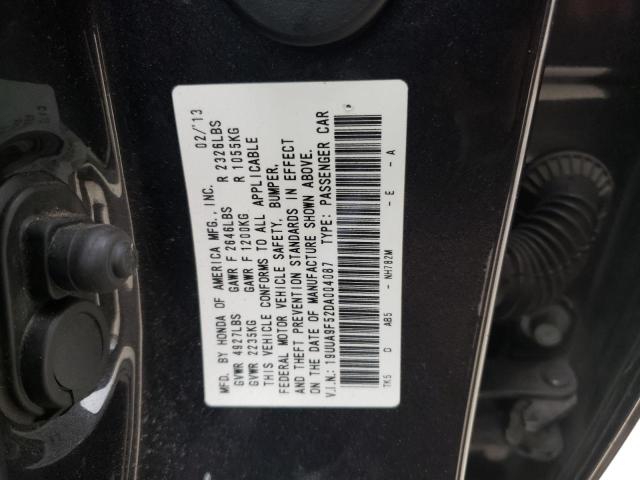 MFD. BY HONDA OF AMERICA MFG., INC. 02/'13
GVWR 4927LBS GAWR F 2646LBS R 2326LBS
GVWR 2235KG GAWR F 1200KG R 1055KG
THIS VEHICLE CONFORMS TO ALL APPLICABLE
FEDERAL MOTOR VEHICLE SAFETY, BUMPER,
AND THEFT PREVENTION STANDARDS IN EFFECT
ON THE DATE OF MANUFACTURE SHOWN ABOVE.
V.I.N.: 19UUA9F52DA004087 TYPE: PASSENGER CAR
TK5 D AB5 - NH782M - E - A